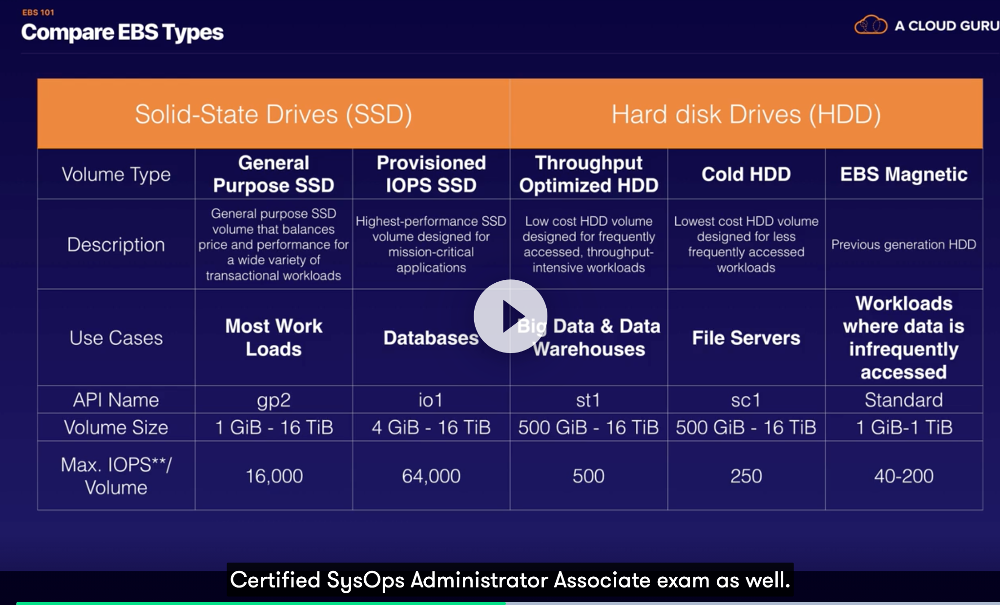 EBS 101
Compare EBS Types
A CLOUD GURU
Solid-State Drives (SSD)
Hard disk Drives (HDD)
Volume Type
General
Purpose SSD
Provisioned
IOPS SSD
Throughput
Optimized HDD
Cold HDD
EBS Magnetic
Description
General purpose SSD
volume that balances
price and performance for
a wide variety of
transactional workloads
Highest-performance SSD
volume designed for
mission-critical
applications
Low cost HDD volume
designed for frequently
accessed, throughput-
intensive workloads
Lowest cost HDD volume
designed for less
frequently accessed
workloads
Previous generation HDD
Use Cases
Most Work
Loads
Databases
Big Data & Data
Warehouses
File Servers
Workloads
where data is
infrequently
accessed
API Name
gp2
io1
st1
sc1
Standard
Volume Size
1 GiB - 16 TiB
4 GiB - 16 TiB
500 GiB - 16 TiB
500 GiB - 16 TiB
1 GiB-1 TiB
Max. IOPS**/
Volume
16,000
64,000
500
250
40-200
Certified SysOps Administrator Associate exam as well.